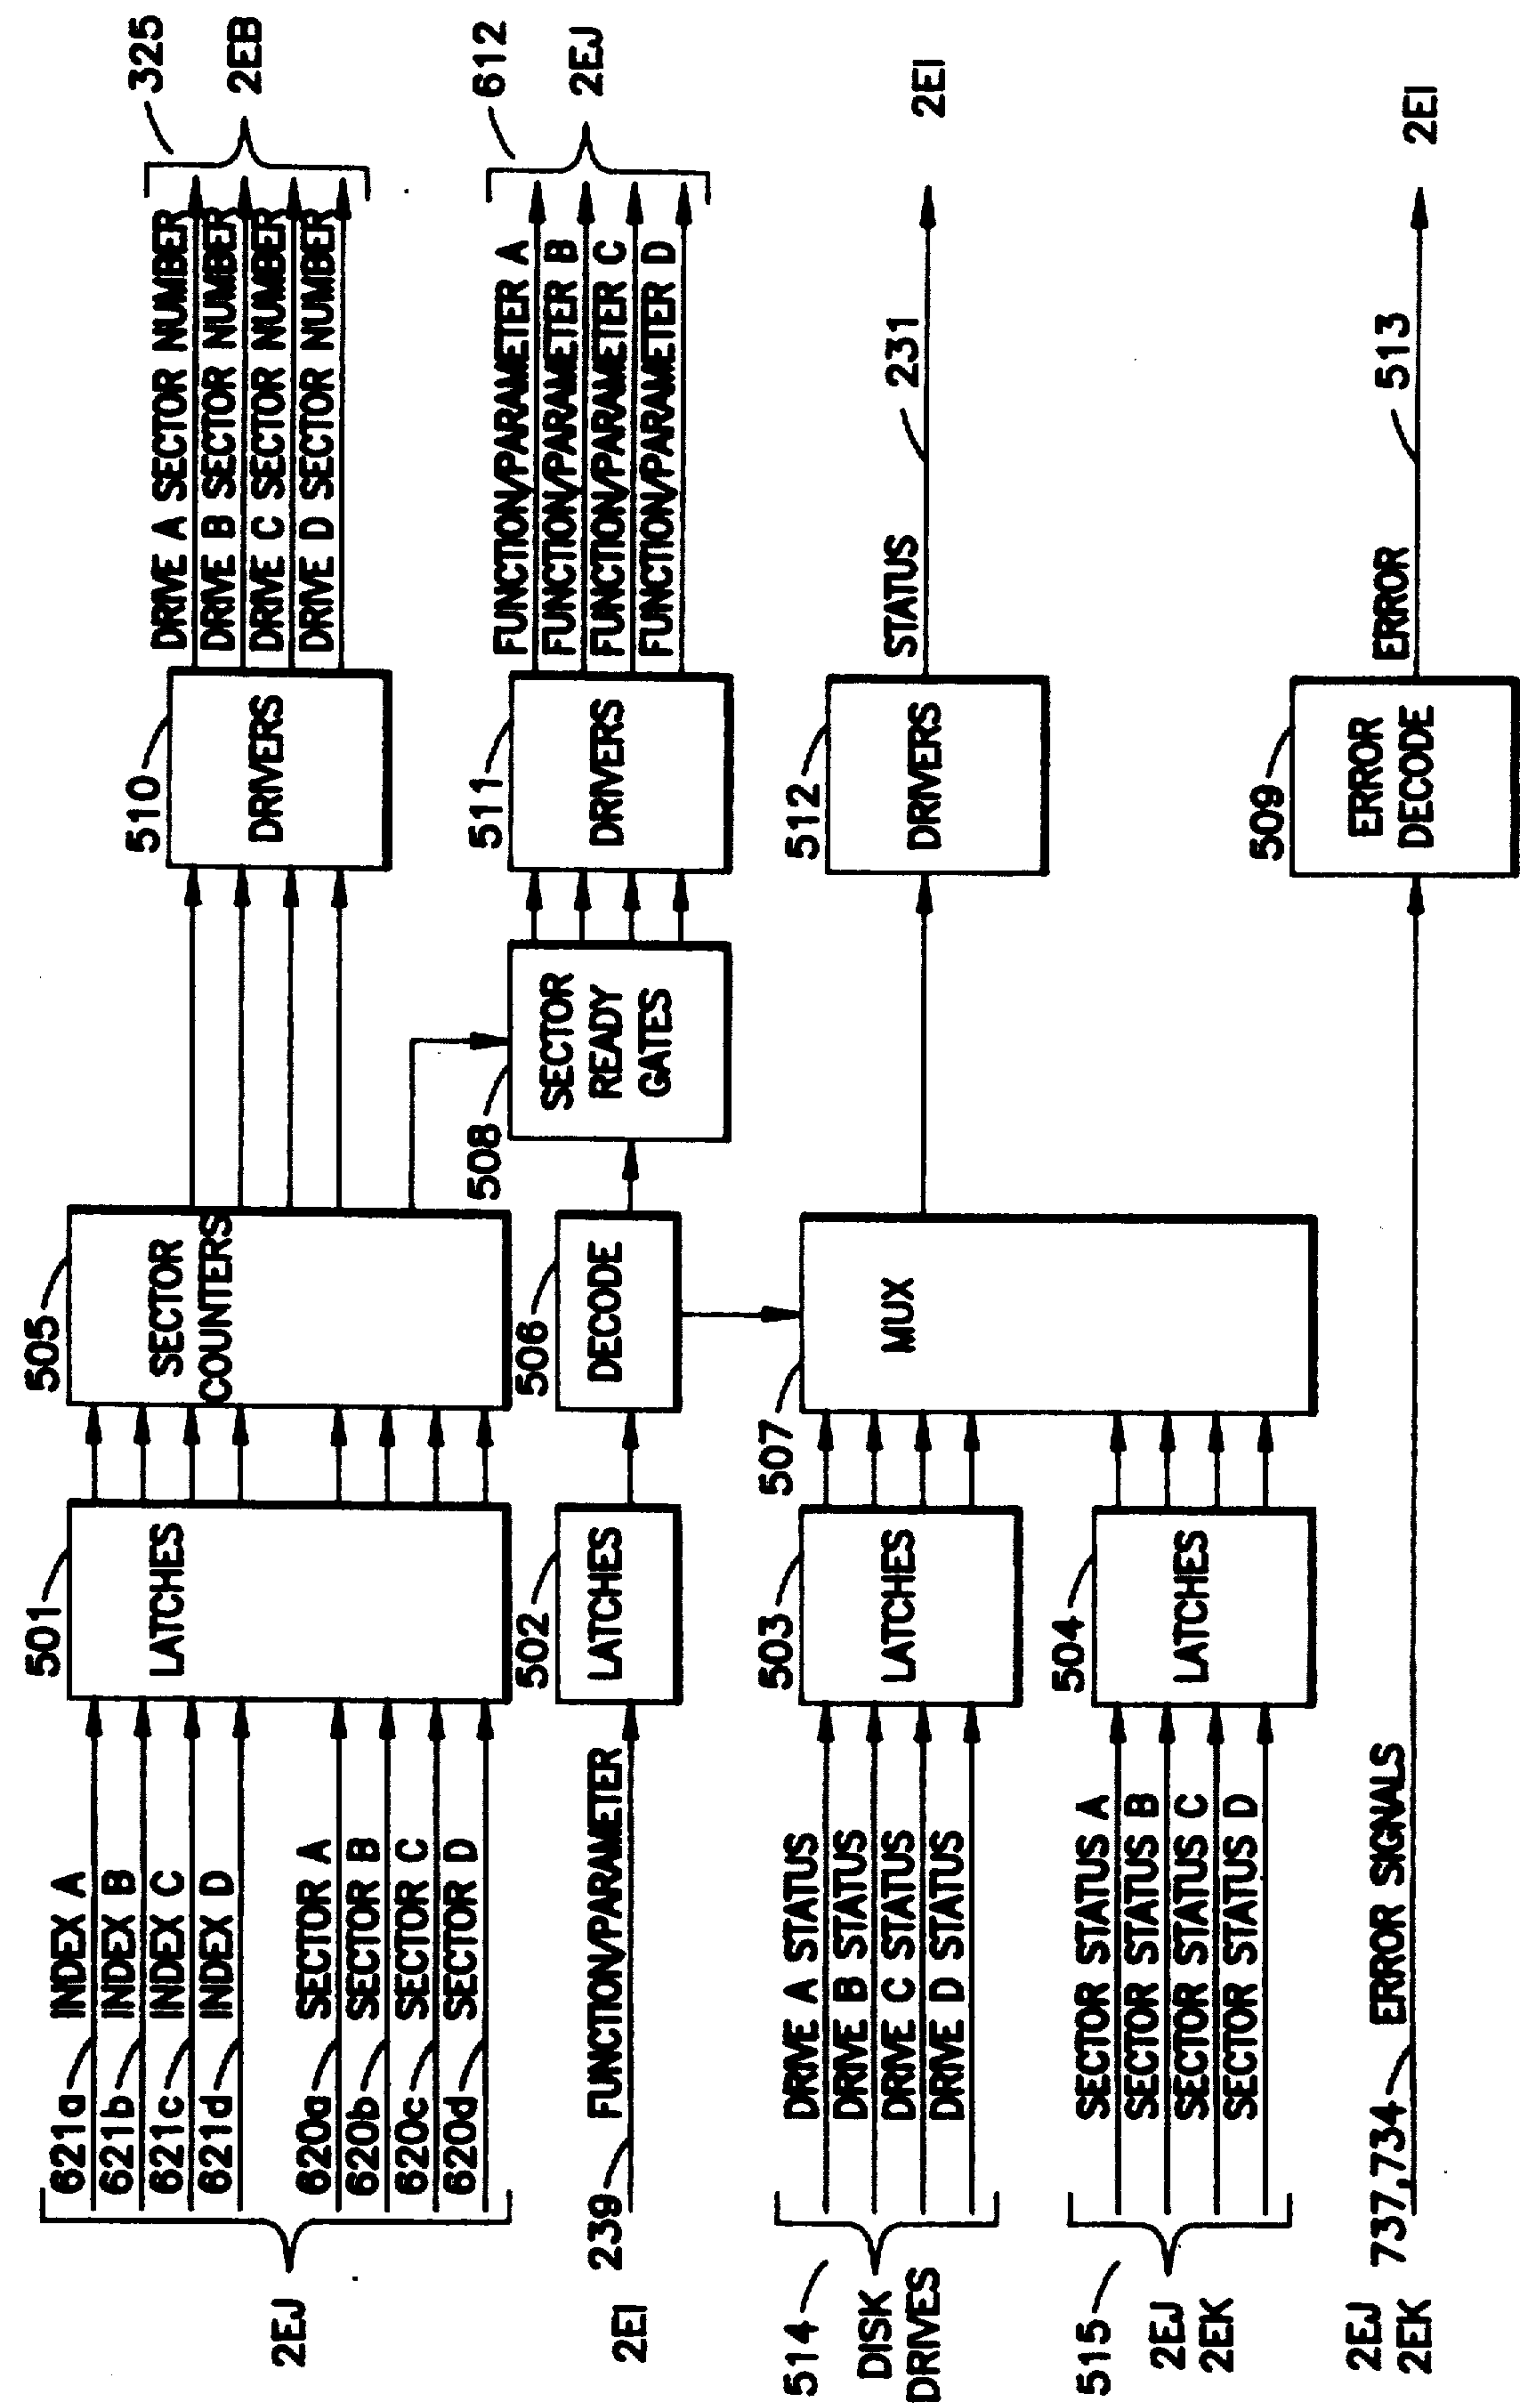 2EJ
621a INDEX A
621b INDEX B
621c INDEX C
621d INDEX D
620a SECTOR A
620b SECTOR B
620c SECTOR C
620d SECTOR D
501
LATCHES
505
SECTOR
COUNTERS
510
DRIVERS
DRIVE A SECTOR NUMBER
DRIVE B SECTOR NUMBER
DRIVE C SECTOR NUMBER
DRIVE D SECTOR NUMBER
325
2EB
2EI
239
FUNCTION/PARAMETER
502
LATCHES
506
DECODE
508
SECTOR
READY
GATES
511
DRIVERS
FUNCTION/PARAMETER A
FUNCTION/PARAMETER B
FUNCTION/PARAMETER C
FUNCTION/PARAMETER D
612
2EJ
514
DISK
DRIVES
DRIVE A STATUS
DRIVE B STATUS
DRIVE C STATUS
DRIVE D STATUS
503
LATCHES
507
MUX
512
DRIVERS
STATUS
231
2EI
515
2EJ
2EK
SECTOR STATUS A
SECTOR STATUS B
SECTOR STATUS C
SECTOR STATUS D
504
LATCHES
2EJ
2EK
737,734
ERROR SIGNALS
509
ERROR
DECODE
ERROR
513
2EI